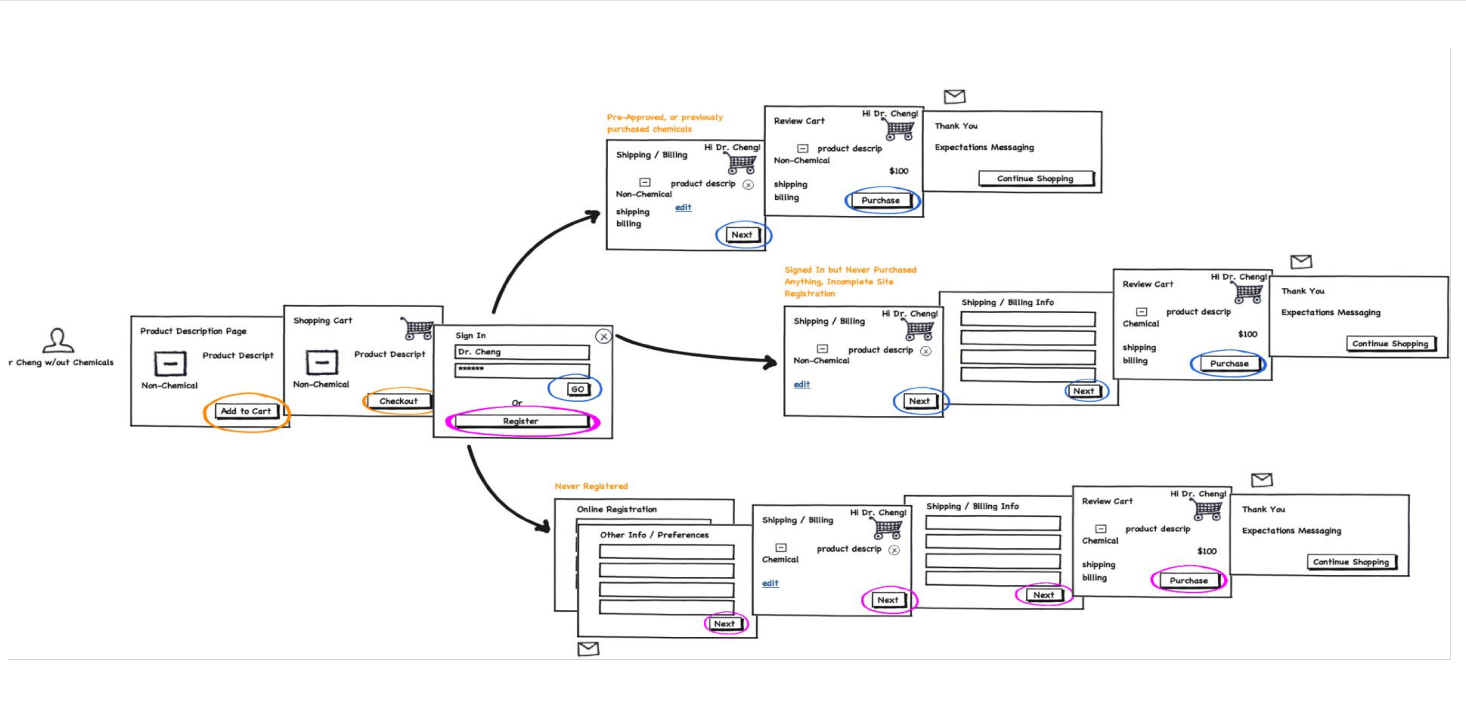 r Cheng w/out Chemicals
Product Description Page
Product Descript
Non-Chemical
Add to Cart
Shopping Cart
Product Descript
Non-Chemical
Checkout
Sign In
Dr. Cheng
******
GO
Or
Register
Pre-Approved, or previously
purchased chemicals
Shipping / Billing
Hi Dr. Cheng!
product descrip
Non-Chemical
edit
shipping
billing
Next
Review Cart
Hi Dr. Cheng!
product descrip
Non-Chemical
$100
shipping
billing
Purchase
Thank You
Expectations Messaging
Continue Shopping
Signed In but Never Purchased
Anything, Incomplete Site
Registration
Shipping / Billing
Hi Dr. Cheng!
product descrip
Non-Chemical
edit
Next
Shipping / Billing Info
Next
Review Cart
Hi Dr. Cheng!
product descrip
Chemical
$100
shipping
billing
Purchase
Thank You
Expectations Messaging
Continue Shopping
Never Registered
Online Registration
Other Info / Preferences
Next
Shipping / Billing
Hi Dr. Cheng!
product descrip
Chemical
edit
Next
Shipping / Billing Info
Next
Review Cart
Hi Dr. Cheng!
product descrip
Chemical
$100
shipping
billing
Purchase
Thank You
Expectations Messaging
Continue Shopping